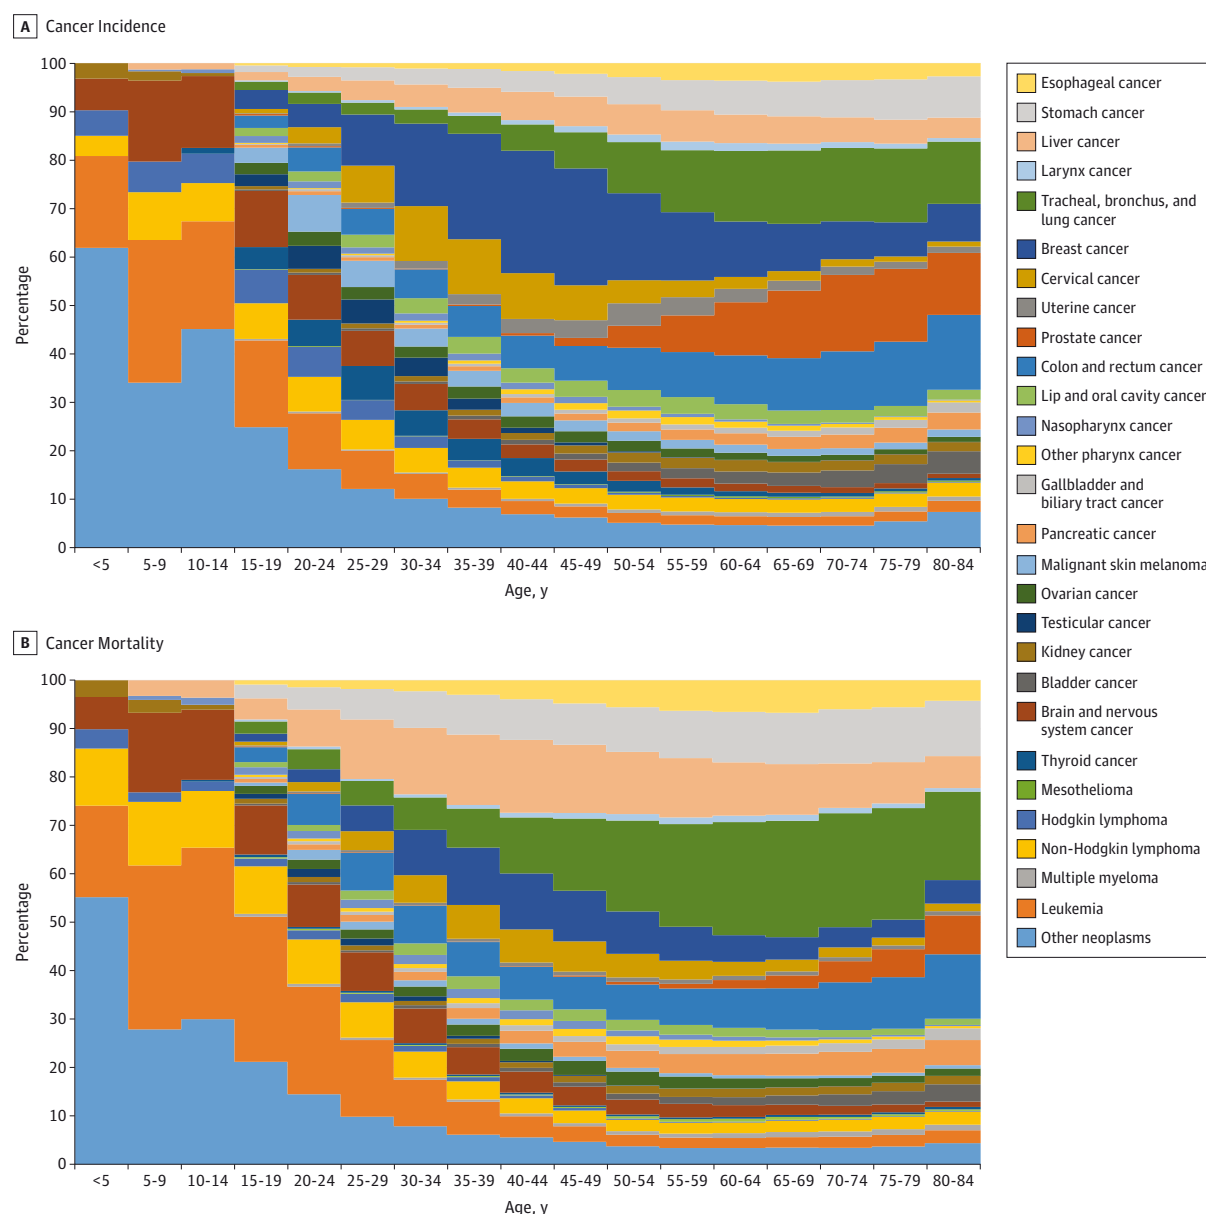 A Cancer Incidence
100
90
80
70
60
50
40
30
20
10
0
Percentage
<5 5-9 10-14 15-19 20-24 25-29 30-34 35-39 40-44 45-49 50-54 55-59 60-64 65-69 70-74 75-79 80-84
Age, y
B Cancer Mortality
100
90
80
70
60
50
40
30
20
10
0
Percentage
<5 5-9 10-14 15-19 20-24 25-29 30-34 35-39 40-44 45-49 50-54 55-59 60-64 65-69 70-74 75-79 80-84
Age, y
Esophageal cancer
Stomach cancer
Liver cancer
Larynx cancer
Tracheal, bronchus, and
lung cancer
Breast cancer
Cervical cancer
Uterine cancer
Prostate cancer
Colon and rectum cancer
Lip and oral cavity cancer
Nasopharynx cancer
Other pharynx cancer
Gallbladder and
biliary tract cancer
Pancreatic cancer
Malignant skin melanoma
Ovarian cancer
Testicular cancer
Kidney cancer
Bladder cancer
Brain and nervous
system cancer
Thyroid cancer
Mesothelioma
Hodgkin lymphoma
Non-Hodgkin lymphoma
Multiple myeloma
Leukemia
Other neoplasms